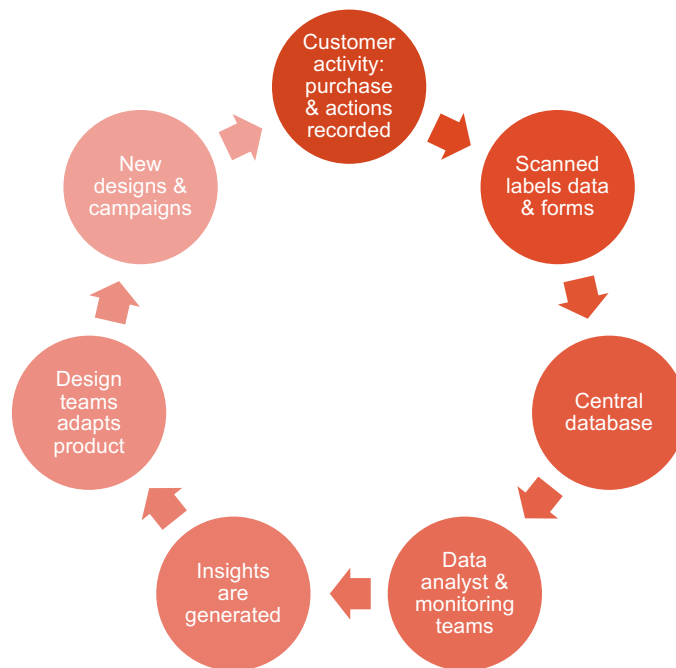 Customer
activity:
purchase
& actions
recorded
Scanned
labels data
& forms
Central
database
Data
analyst &
monitoring
teams
Insights
are
generated
Design
teams
adapts
product
New
designs &
campaigns